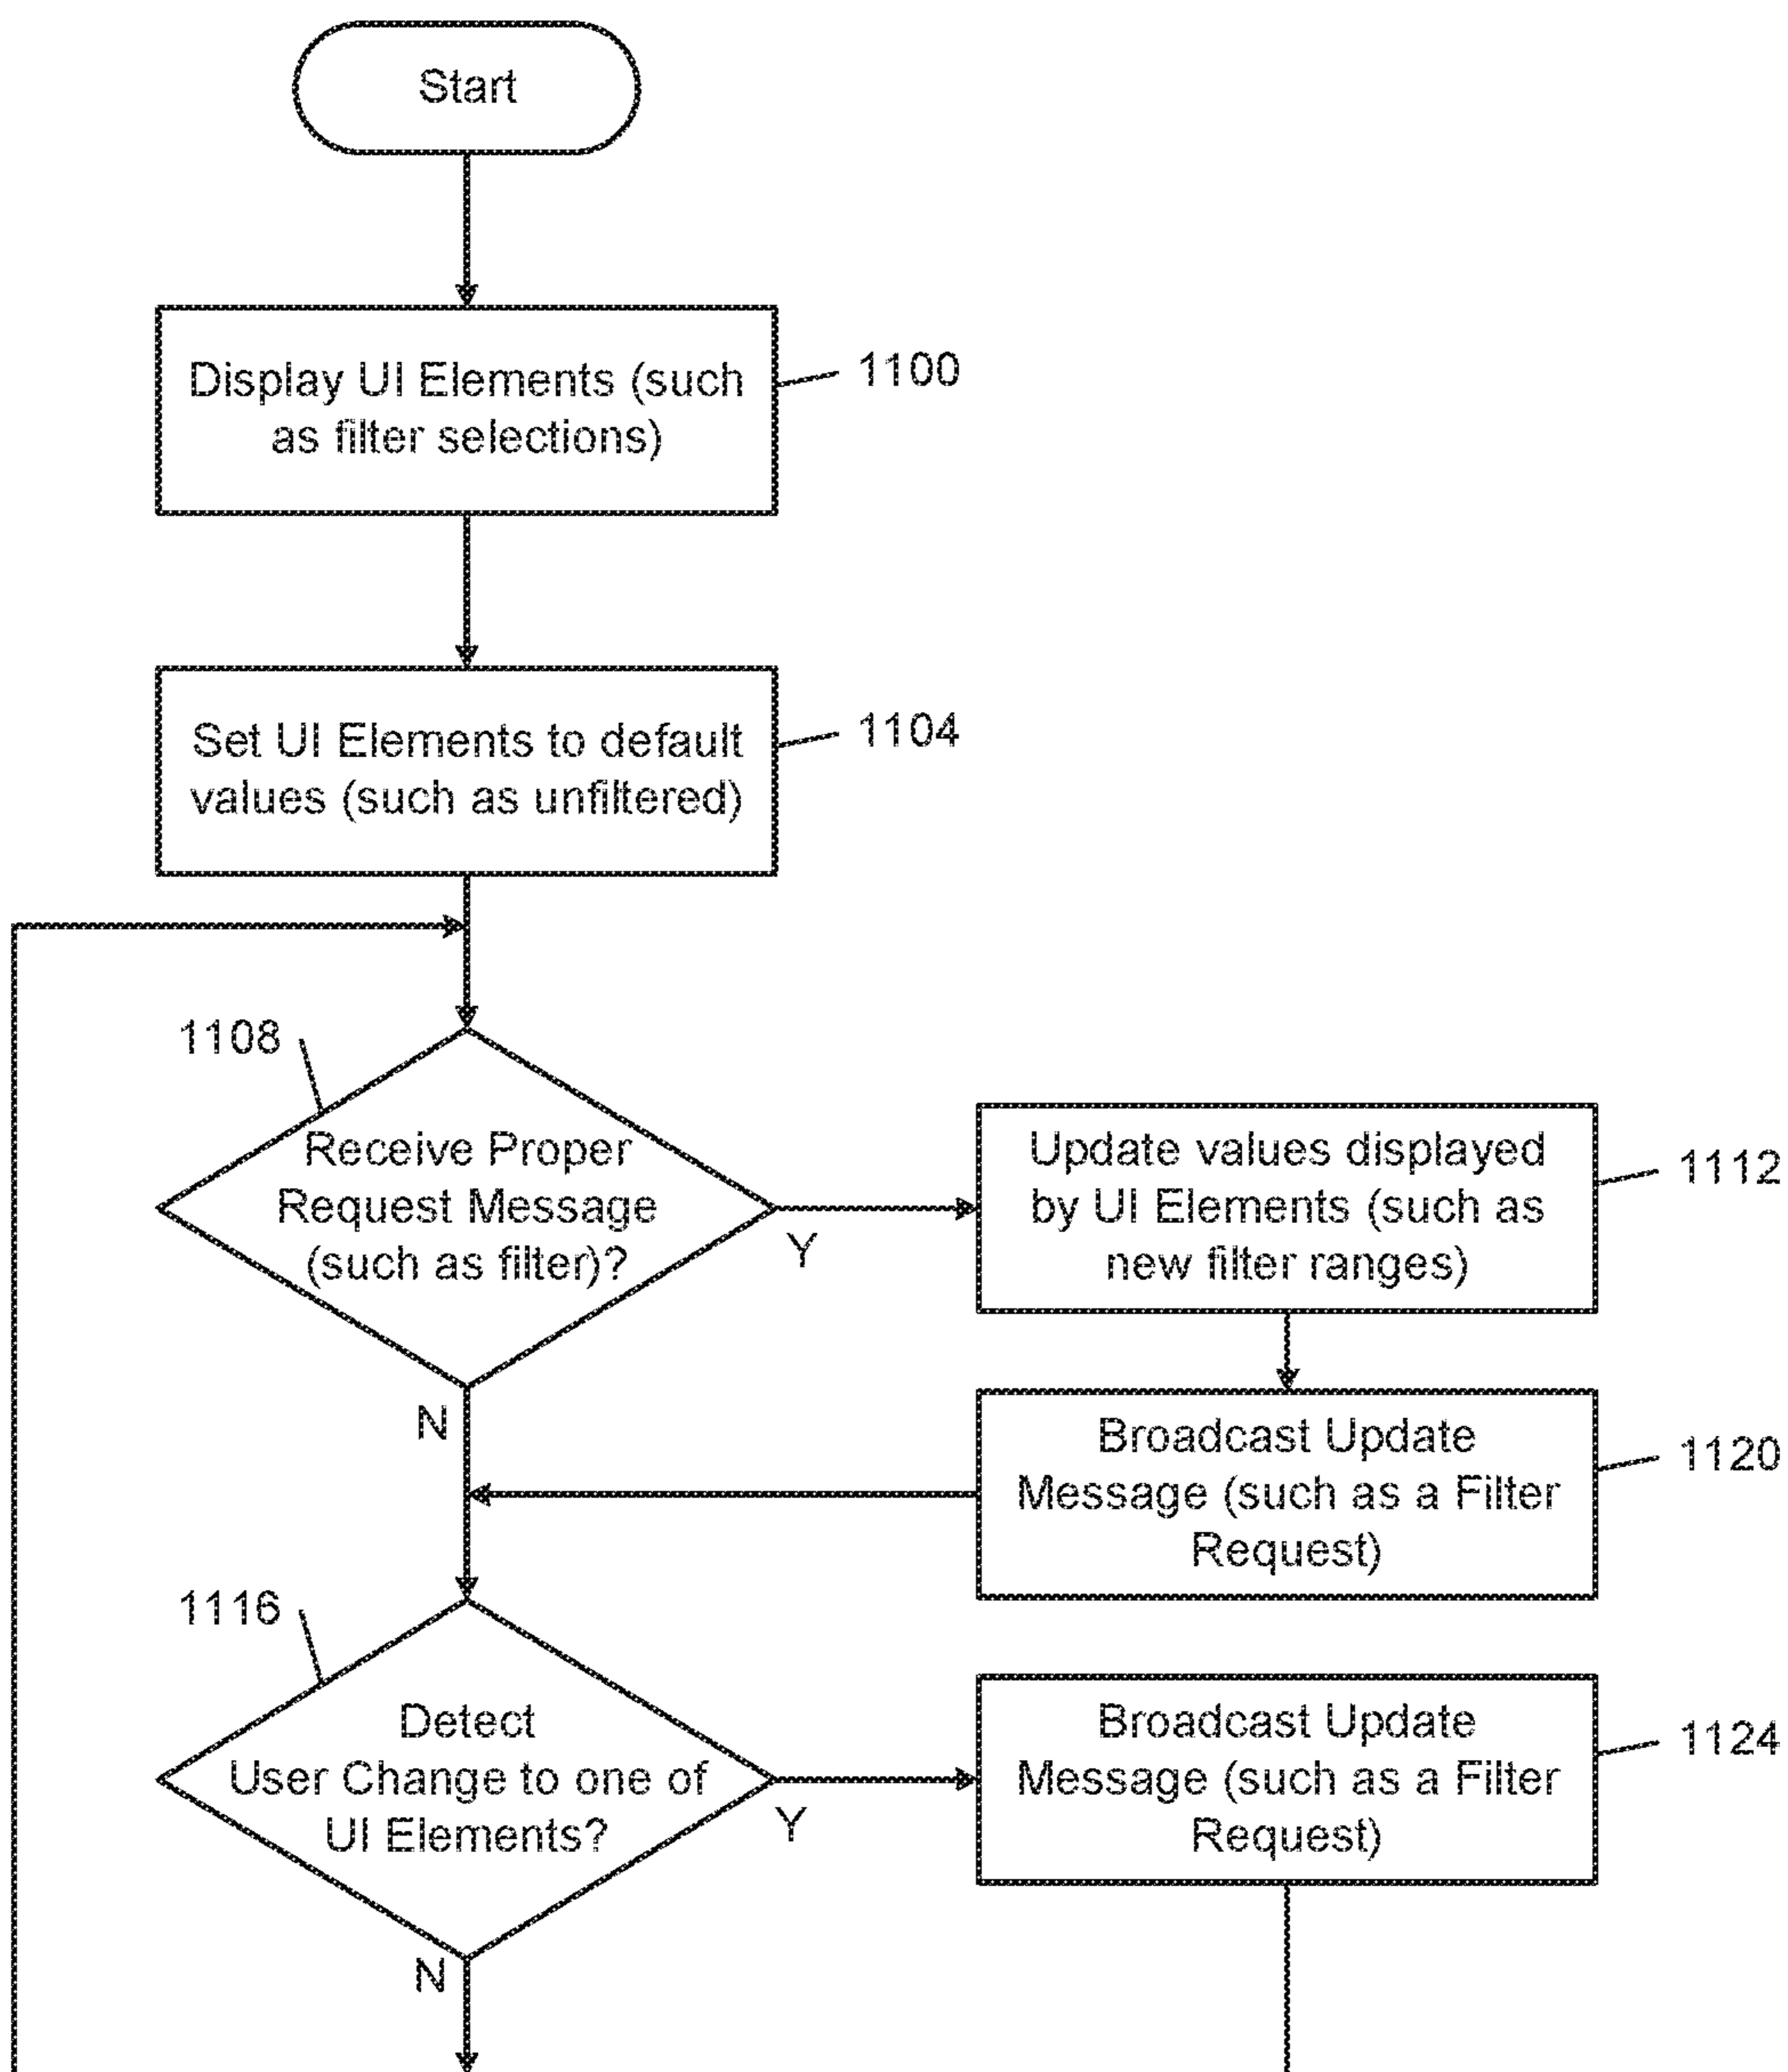 Start
Display UI Elements (such
as filter selections)
1100
Set UI Elements to default
values (such as unfiltered)
1104
1108
Receive Proper
Request Message
(such as filter)?
Y
N
Update values displayed
by UI Elements (such as
new filter ranges)
1112
Broadcast Update
Message (such as a Filter
Request)
1120
1116
Detect
User Change to one of
UI Elements?
Y
N
Broadcast Update
Message (such as a Filter
Request)
1124